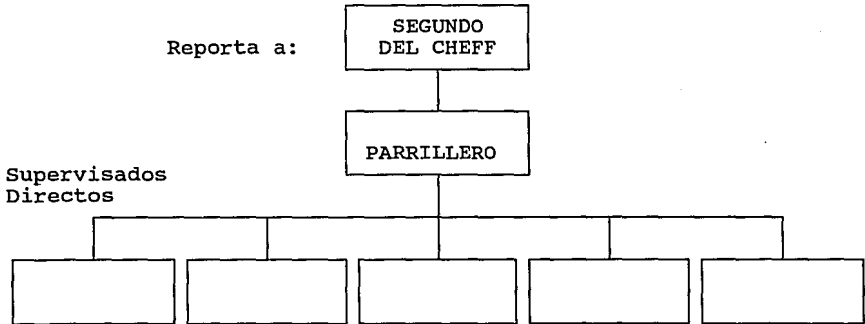 SEGUNDO
DEL CHEFF
Reporta a:
PARRILLERO
Supervisados
Directos